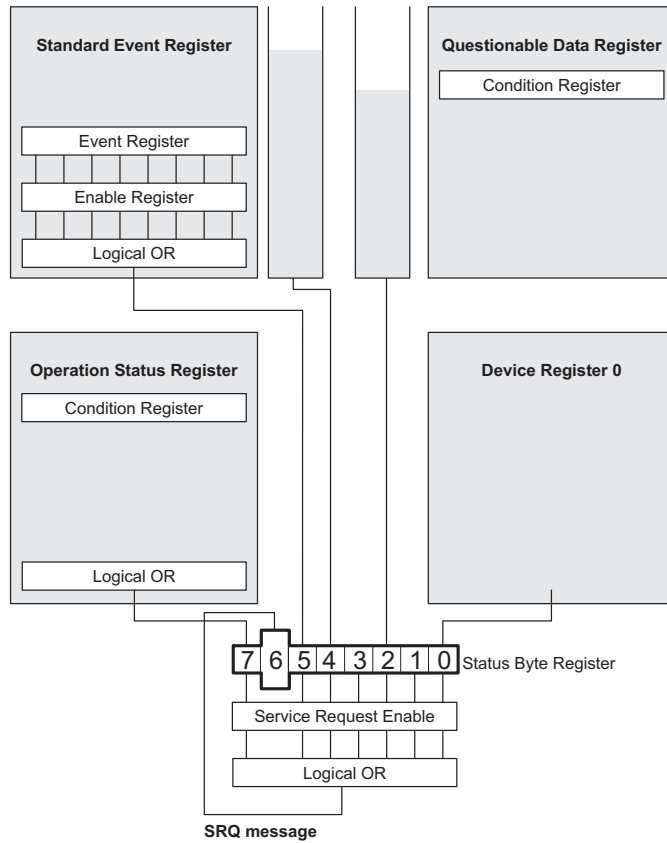 Standard Event Register
Event Register
Enable Register
Logical OR
Questionable Data Register
Condition Register
Operation Status Register
Condition Register
Logical OR
Device Register 0
7 6 5 4 3 2 1 0
Status Byte Register
Service Request Enable
Logical OR
SRQ message